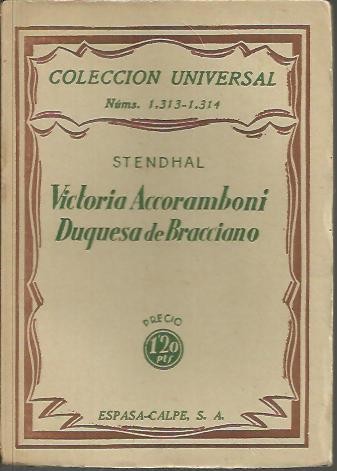 COLECCION UNIVERSAL
Núms. 1.313-1.314
STENDHAL
Victoria Accoramboni
Duquesa de Bracciano
PRECIO
1'20
pts
ESPASA-CALPE, S. A.